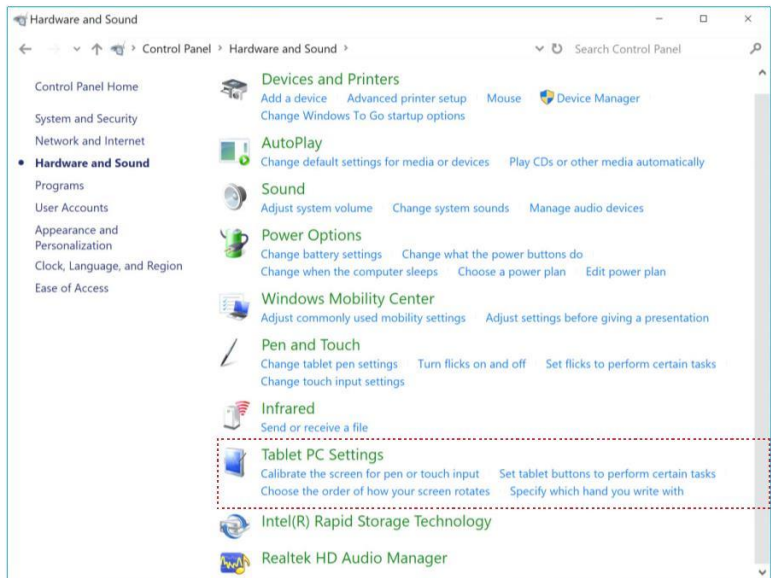 Hardware and Sound
Control Panel > Hardware and Sound >
Search Control Panel
Control Panel Home
System and Security
Network and Internet
Hardware and Sound
Programs
User Accounts
Appearance and
Personalization
Clock, Language, and Region
Ease of Access
Devices and Printers
Add a device Advanced printer setup Mouse Device Manager
Change Windows To Go startup options
AutoPlay
Change default settings for media or devices Play CDs or other media automatically
Sound
Adjust system volume Change system sounds Manage audio devices
Power Options
Change battery settings Change what the power buttons do
Change when the computer sleeps Choose a power plan Edit power plan
Windows Mobility Center
Adjust commonly used mobility settings Adjust settings before giving a presentation
Pen and Touch
Change tablet pen settings Turn flicks on and off Set flicks to perform certain tasks
Change touch input settings
Infrared
Send or receive a file
Tablet PC Settings
Calibrate the screen for pen or touch input Set tablet buttons to perform certain tasks
Choose the order of how your screen rotates Specify which hand you write with
Intel(R) Rapid Storage Technology
Realtek HD Audio Manager